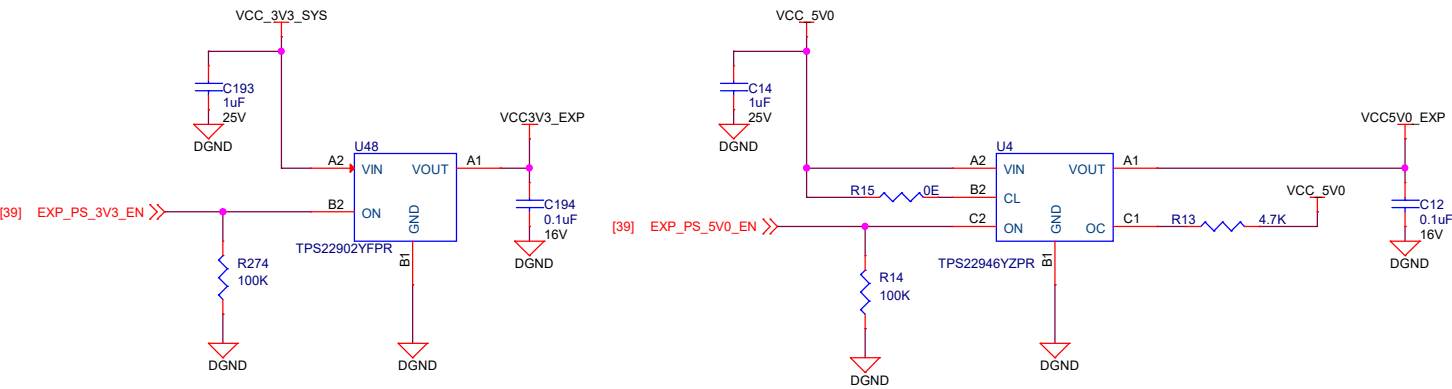 VCC_3V3_SYS
C193
1uF
25V
DGND
VCC3V3_EXP
U48
A2
VIN
VOUT
A1
[39] EXP_PS_3V3_EN
B2
ON
GND
C194
0.1uF
16V
DGND
TPS22902YFPR
B1
R274
100K
DGND
DGND
VCC_5V0
C14
1uF
25V
DGND
VCC5V0_EXP
U4
A2
VIN
VOUT
A1
R15
0E
B2
CL
VCC_5V0
[39] EXP_PS_5V0_EN
C2
ON
GND
OC
C1
R13
4.7K
C12
0.1uF
16V
DGND
TPS22946YZPR
B1
R14
100K
DGND
DGND